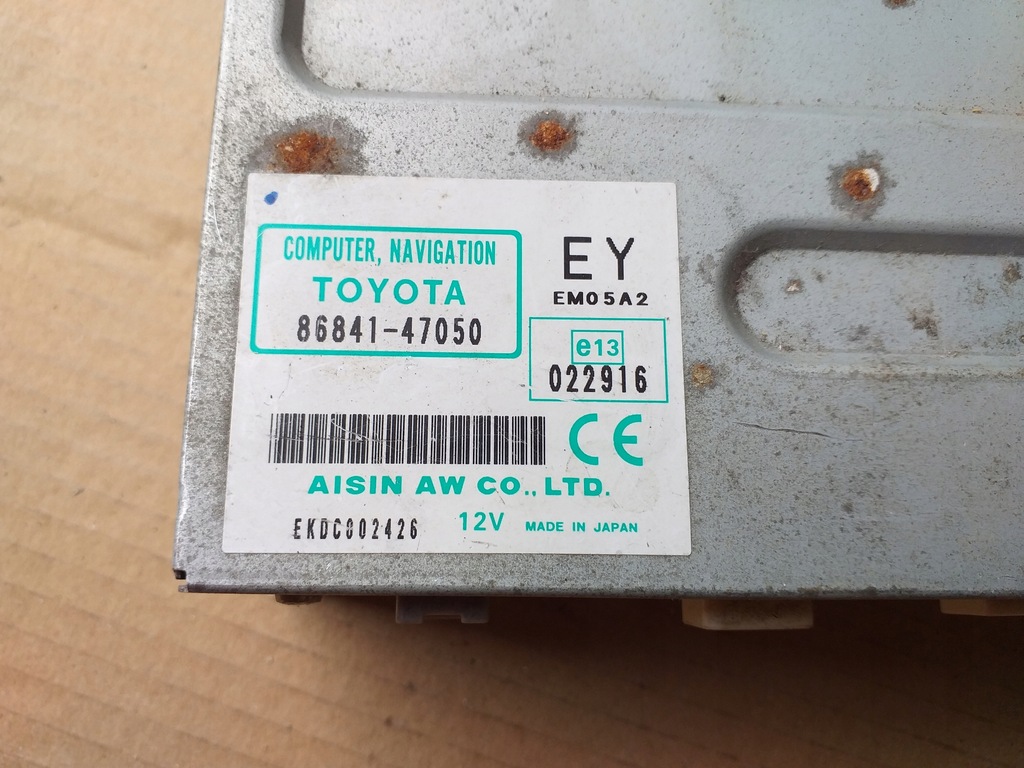 COMPUTER, NAVIGATION
TOYOTA
86841-47050
EY
EM05A2
e13
022916
CE
AISIN AW CO., LTD.
EKDC002426
12V
MADE IN JAPAN